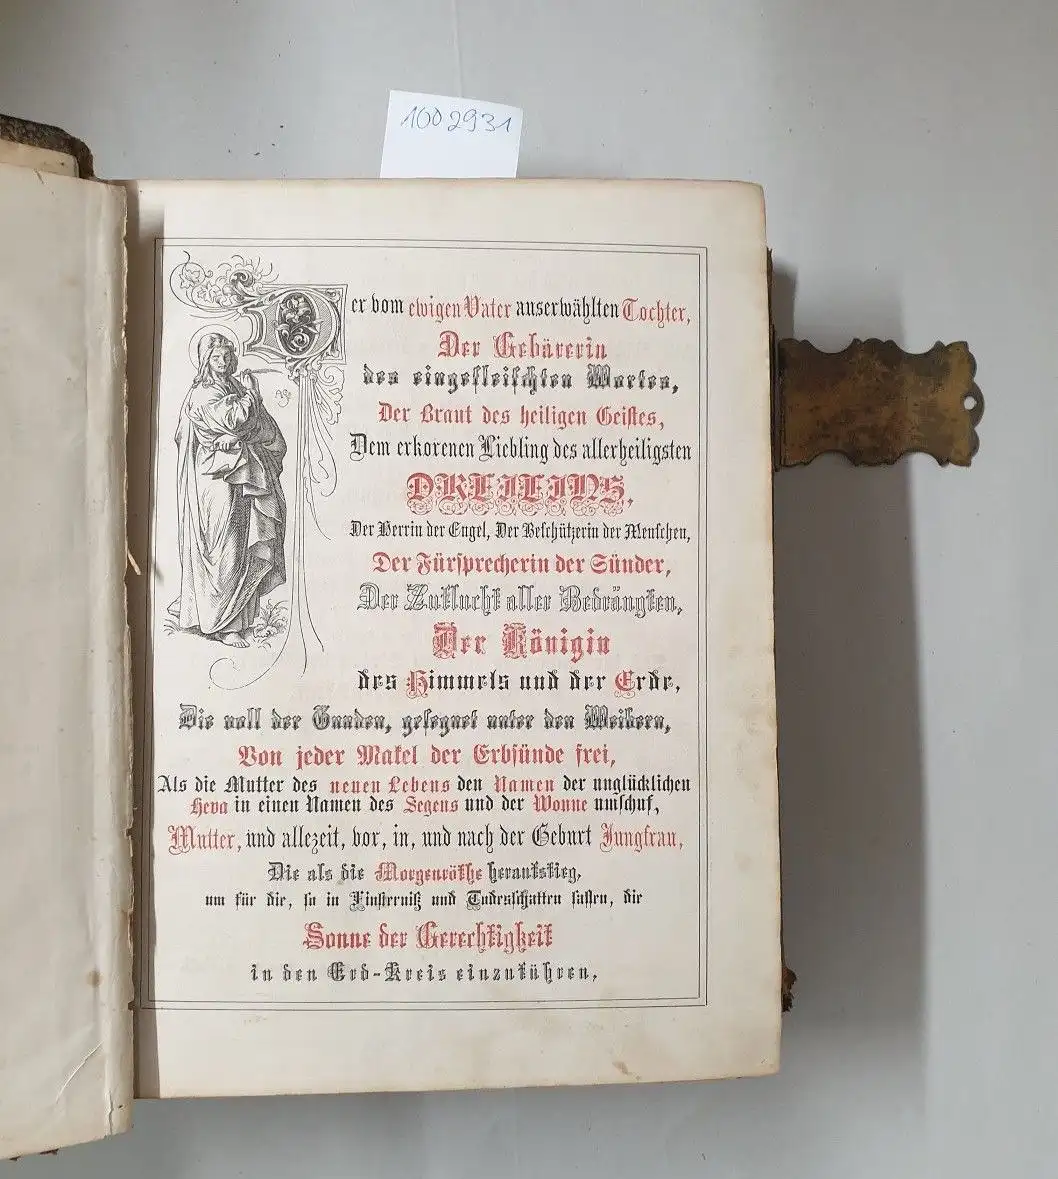 1002931
Der vom ewigen Vater auserwählten Tochter,
Der Gebärerin
des eingefleischten Wortes,
Der Braut des heiligen Geistes,
Dem erkorenen Liebling des allerheiligsten
DREIEINS,
Der Herrin der Engel, Der Beschützerin der Menschen,
Der Fürsprecherin der Sünder,
Der Zuflucht aller Bedrängten,
Der Königin
des Himmels und der Erde,
Die voll der Gnaden, gesegnet unter den Weibern,
Von jeder Makel der Erbsünde frei,
Als die Mutter des neuen Lebens den Namen der unglücklichen
Heva in einen Namen des Segens und der Wonne umschuf,
Mutter, und allezeit, vor, in, und nach der Geburt Jungfrau,
Die als die Morgenröthe heraufstieg,
um für die, so in Finsterniß und Todesschatten saßen, die
Sonne der Gerechtigkeit
in den Erd-Kreis einzuführen,